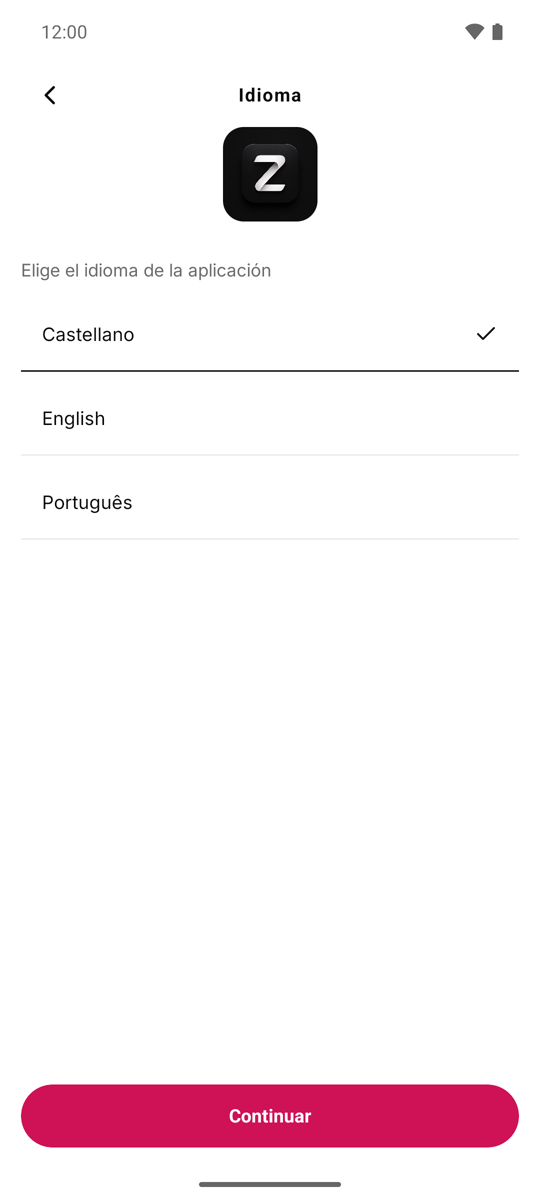 12:00
Idioma
Z
Elige el idioma de la aplicación
Castellano
English
Português
Continuar